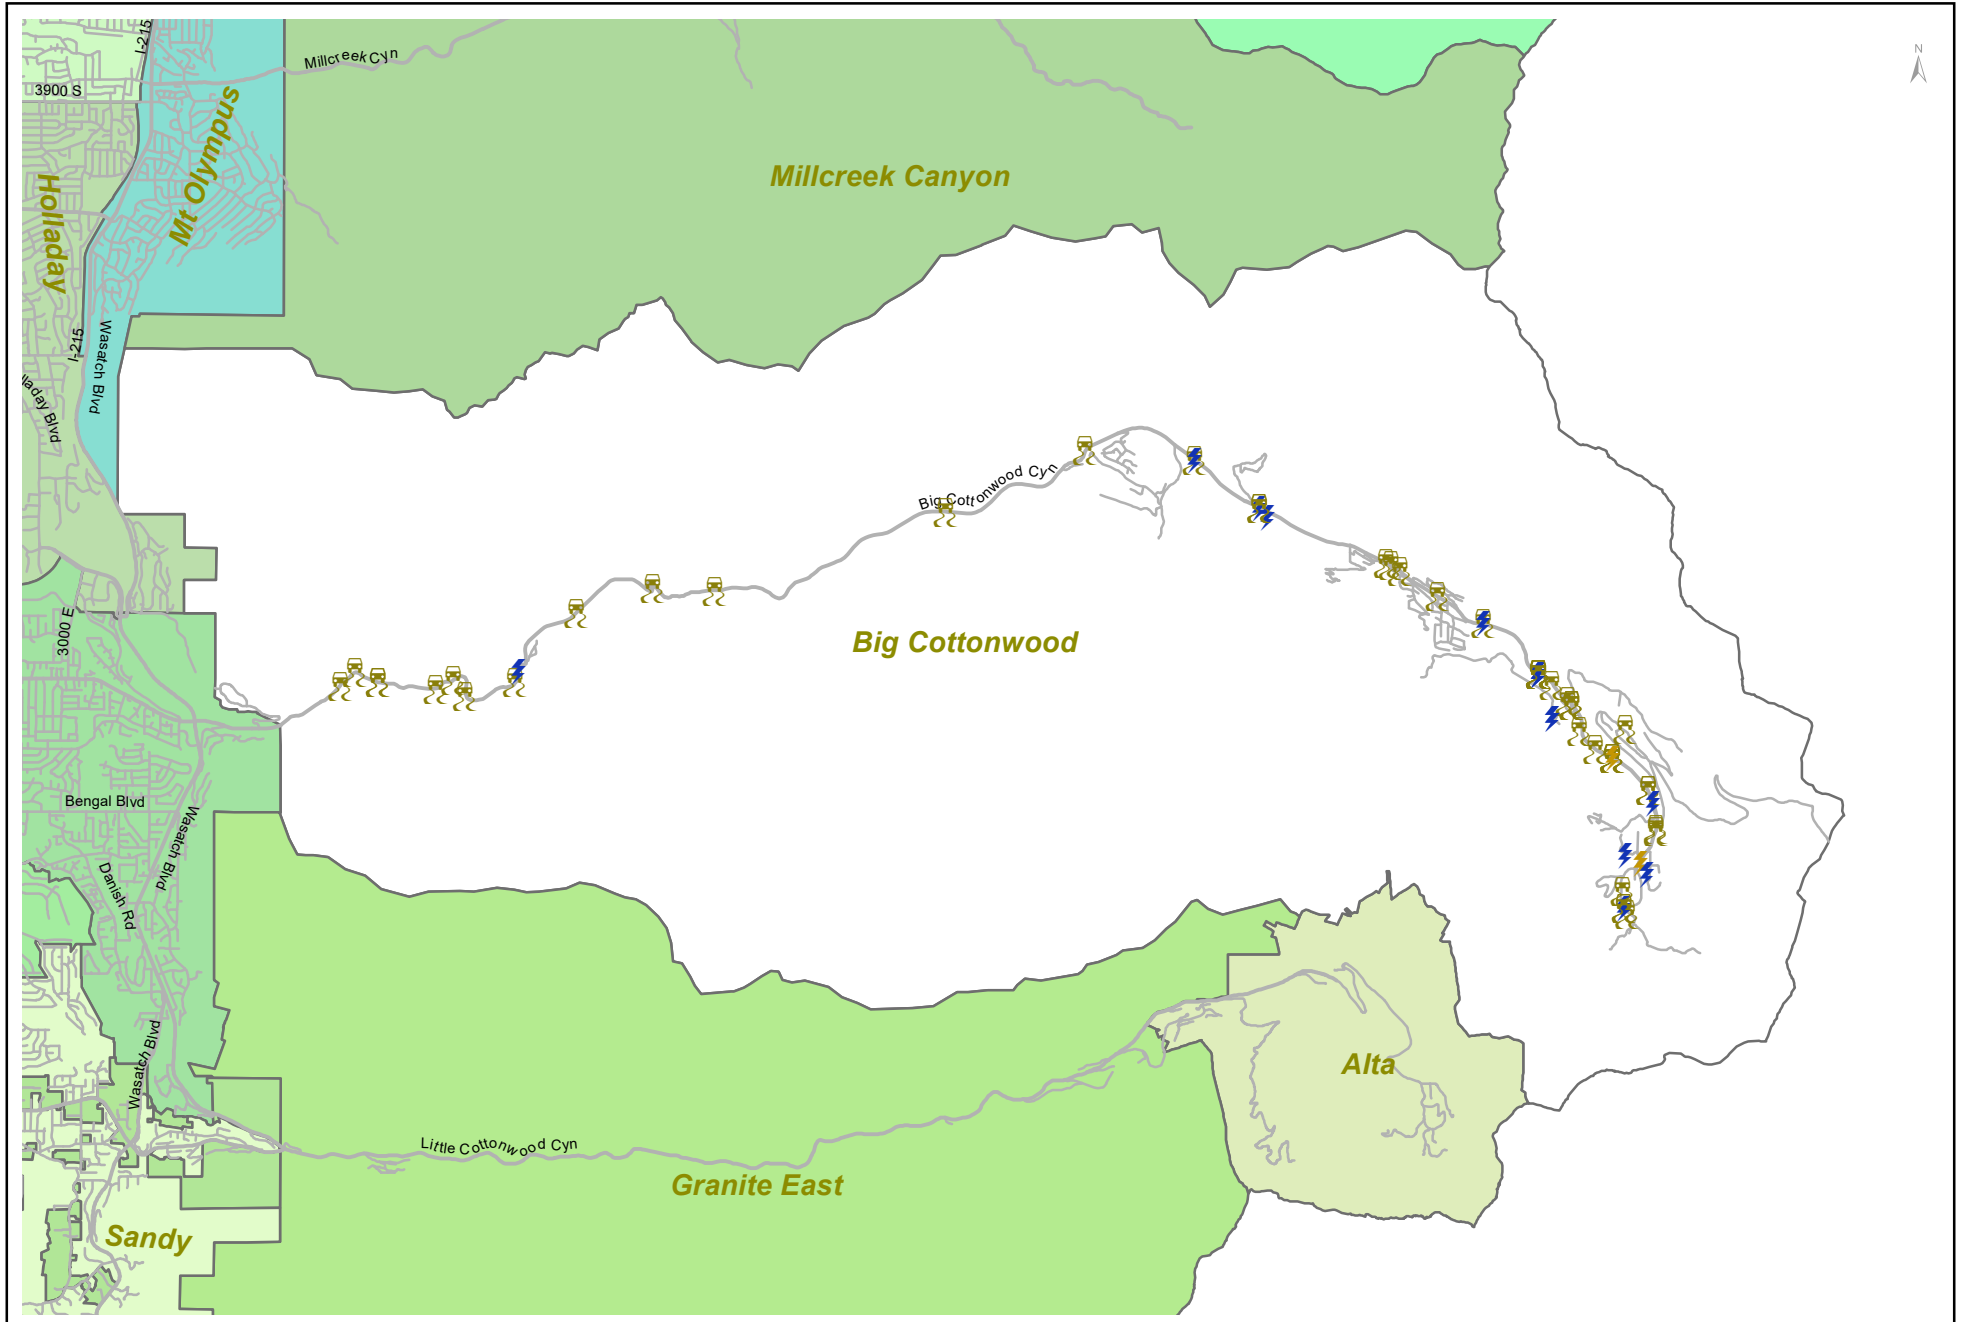 N
I-215
Millcreek Cyn
3900 S
Mt Olympus
Holladay
Millcreek Canyon
I-215
Wasatch Blvd
lladay Blvd
Big Cottonwood Cyn
3000 E
Big Cottonwood
Bengal Blvd
Wasatch Blvd
Danish Rd
Wasatch Blvd
Alta
Little Cottonwood Cyn
Granite East
Sandy